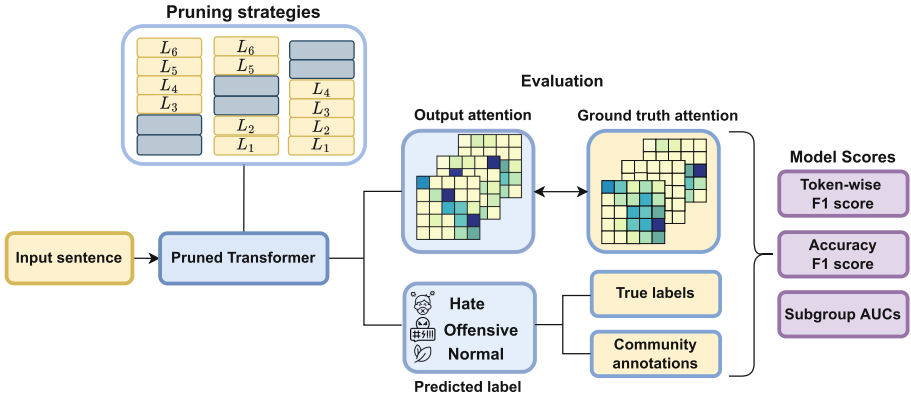 Pruning strategies
L₆
L₅
L₄
L₃
L₆
L₅
L₂
L₁
L₄
L₃
L₂
L₁
Evaluation
Output attention
Ground truth attention
Model Scores
Token-wise
F1 score
Accuracy
F1 score
Subgroup AUCs
Input sentence
Pruned Transformer
Hate
#$!!!
Offensive
Normal
Predicted label
True labels
Community
annotations